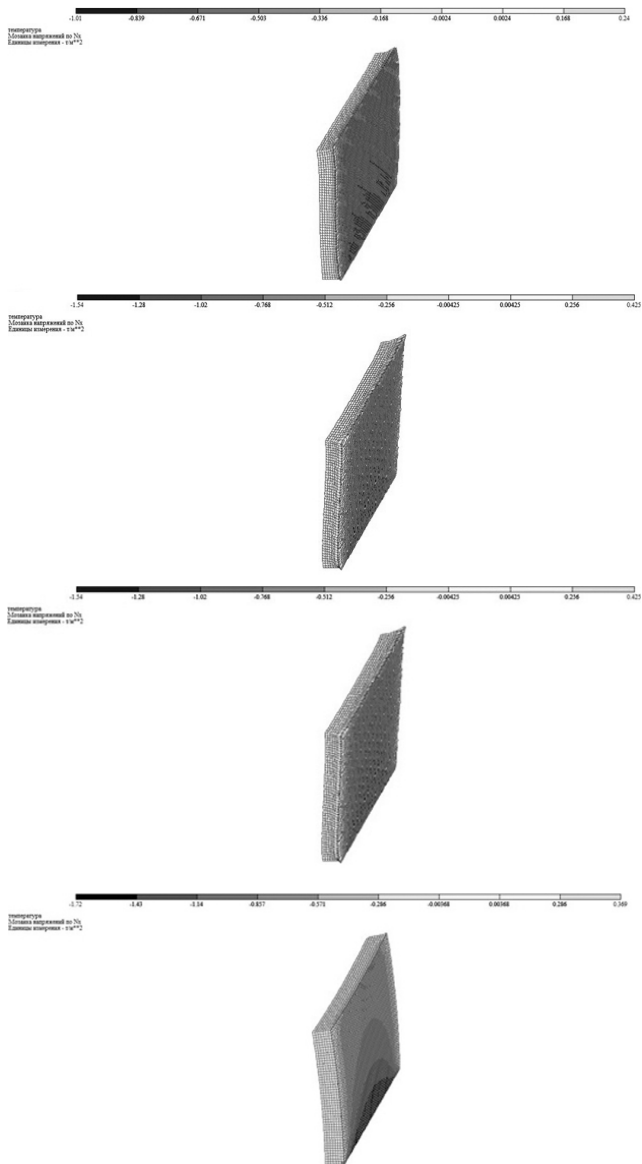 -1.01 -0.839 -0.671 -0.503 -0.336 -0.168 -0.0024 0.0024 0.168 0.24
температура
Мозаика напряжений по Nx
Единицы измерения - т/м**2
-1.54 -1.28 -1.02 -0.768 -0.512 -0.256 -0.00425 0.00425 0.256 0.425
температура
Мозаика напряжений по Nx
Единицы измерения - т/м**2
-1.54 -1.28 -1.02 -0.768 -0.512 -0.256 -0.00425 0.00425 0.256 0.425
температура
Мозаика напряжений по Nx
Единицы измерения - т/м**2
-1.72 -1.43 -1.14 -0.857 -0.571 -0.286 -0.00368 0.00368 0.286 0.369
температура
Мозаика напряжений по Nx
Единицы измерения - т/м**2